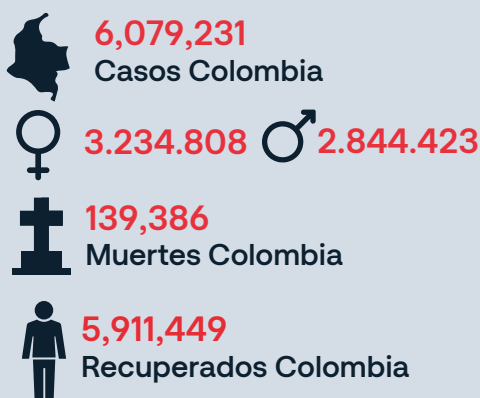 6,079,231
Casos Colombia
3.234.808 2.844.423
139,386
Muertes Colombia
5,911,449
Recuperados Colombia